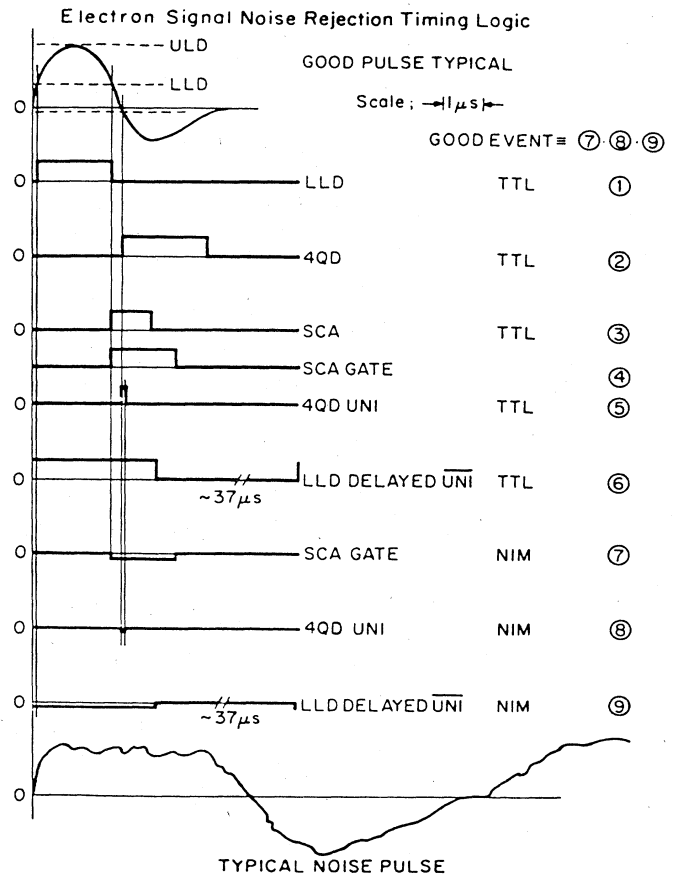 Electron Signal Noise Rejection Timing Logic
ULD
GOOD PULSE TYPICAL
LLD
Scale; →|1μs|←
0
GOOD EVENT≡ ⑦·⑧·⑨
0 LLD TTL ①
0 4QD TTL ②
0 SCA TTL ③
SCA GATE ④
0 4QD UNI TTL ⑤
0 LLD DELAYED U̅N̅I̅ TTL ⑥
~37μs
0 SCA GATE NIM ⑦
0 4QD UNI NIM ⑧
0 LLD DELAYED U̅N̅I̅ NIM ⑨
~37μs
0
TYPICAL NOISE PULSE